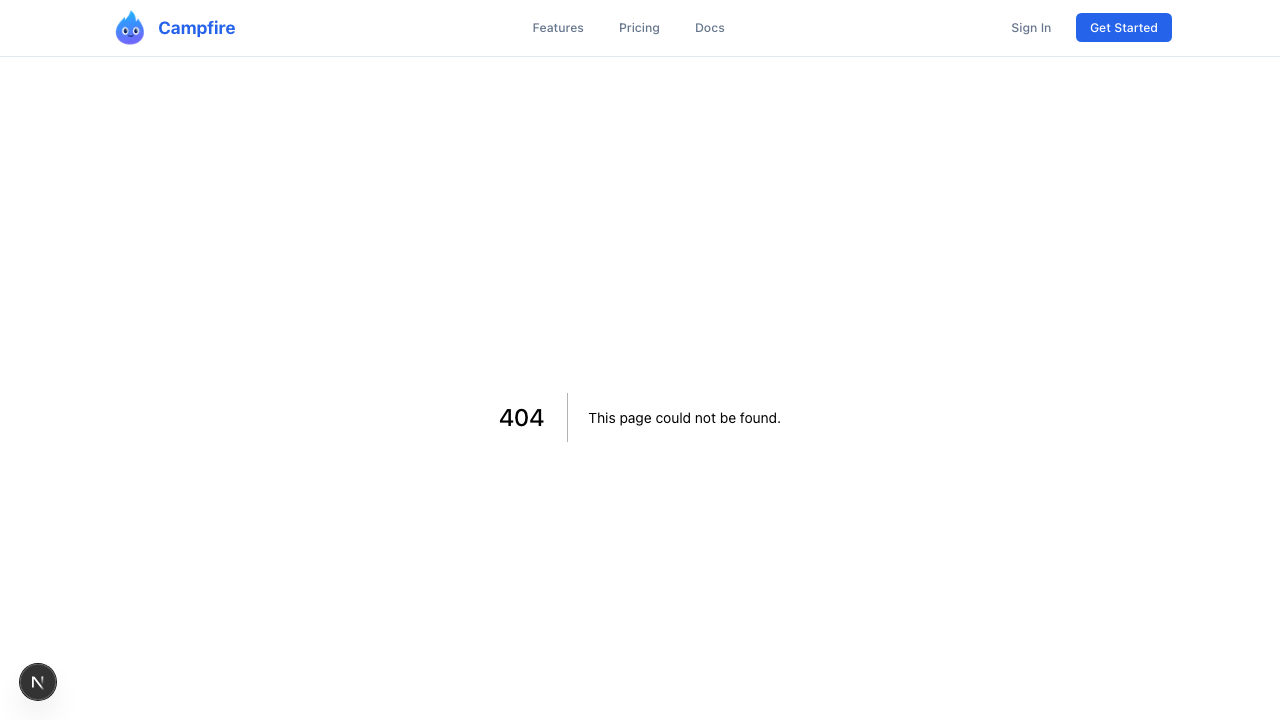 Campfire
Features
Pricing
Docs
Sign In
Get Started
404
This page could not be found.
N